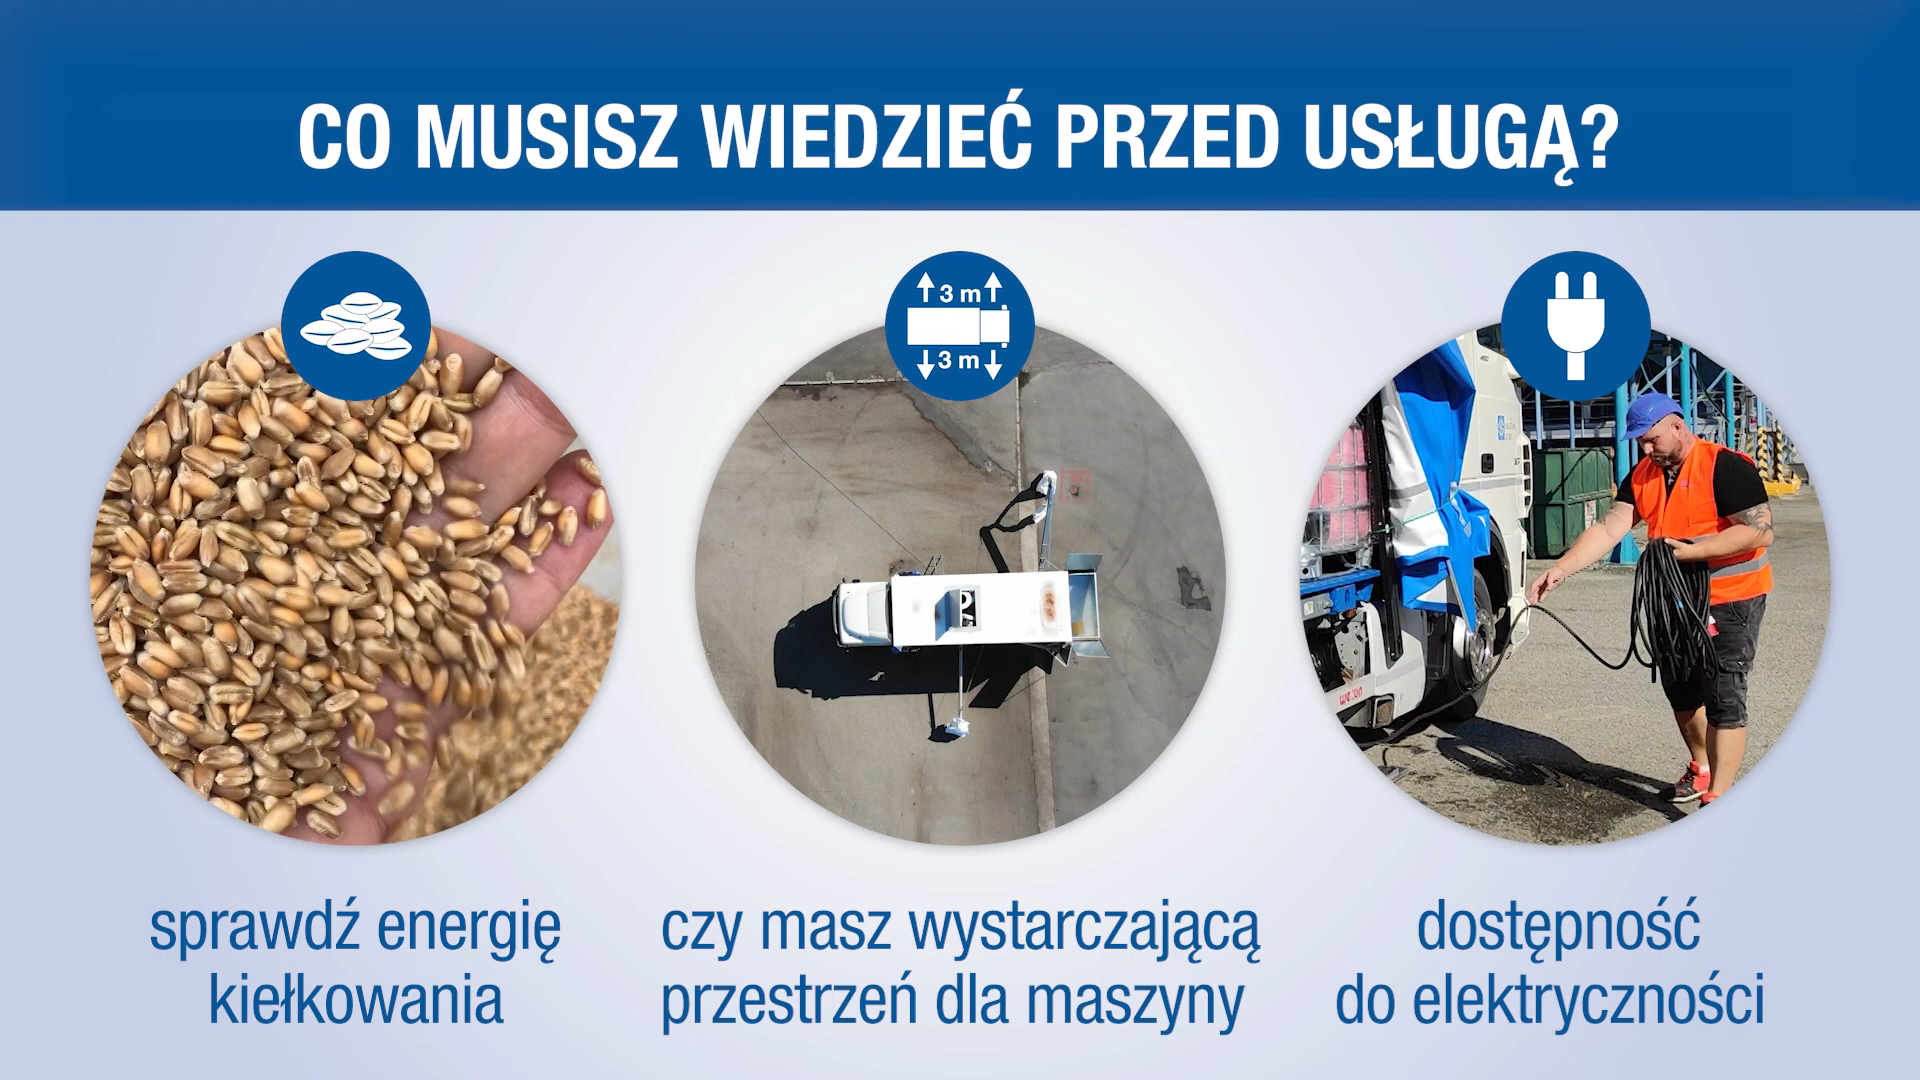 CO MUSISZ WIEDZIEĆ PRZED USŁUGĄ?
3 m
3 m
sprawdź energię
kiełkowania
czy masz wystarczającą
przestrzeń dla maszyny
dostępność
do elektryczności